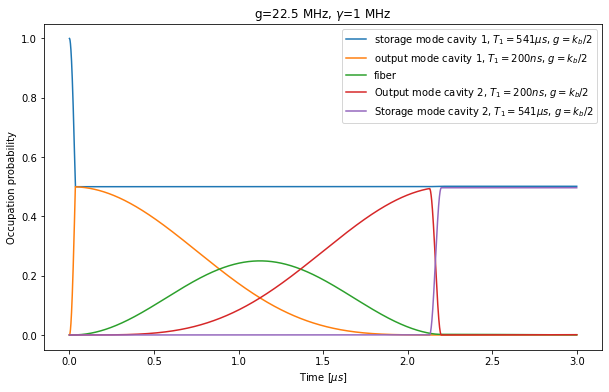 g=22.5 MHz, γ=1 MHz
storage mode cavity 1, T₁ = 541μs, g = k_b/2
output mode cavity 1, T₁ = 200ns, g = k_b/2
fiber
Output mode cavity 2, T₁ = 200ns, g = k_b/2
Storage mode cavity 2, T₁ = 541μs, g = k_b/2
Occupation probability
1.0
0.8
0.6
0.4
0.2
0.0
0.0 0.5 1.0 1.5 2.0 2.5 3.0
Time [μs]